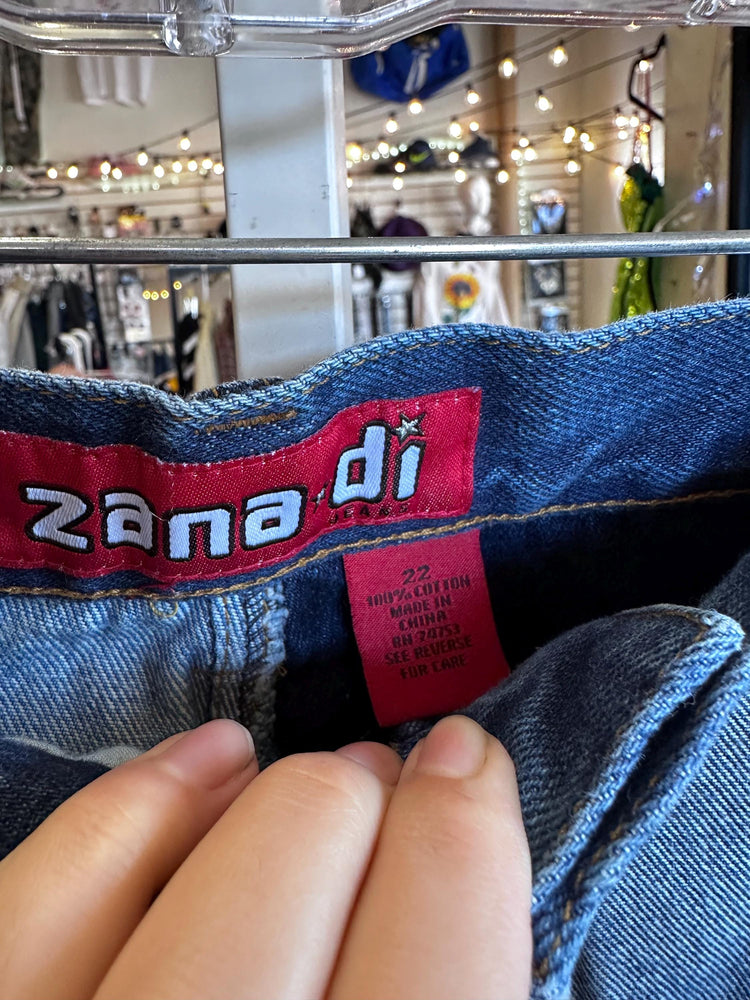 zana-di
JEANS
22
100% COTTON
MADE IN
CHINA
RN 74753
SEE REVERSE
FOR CARE